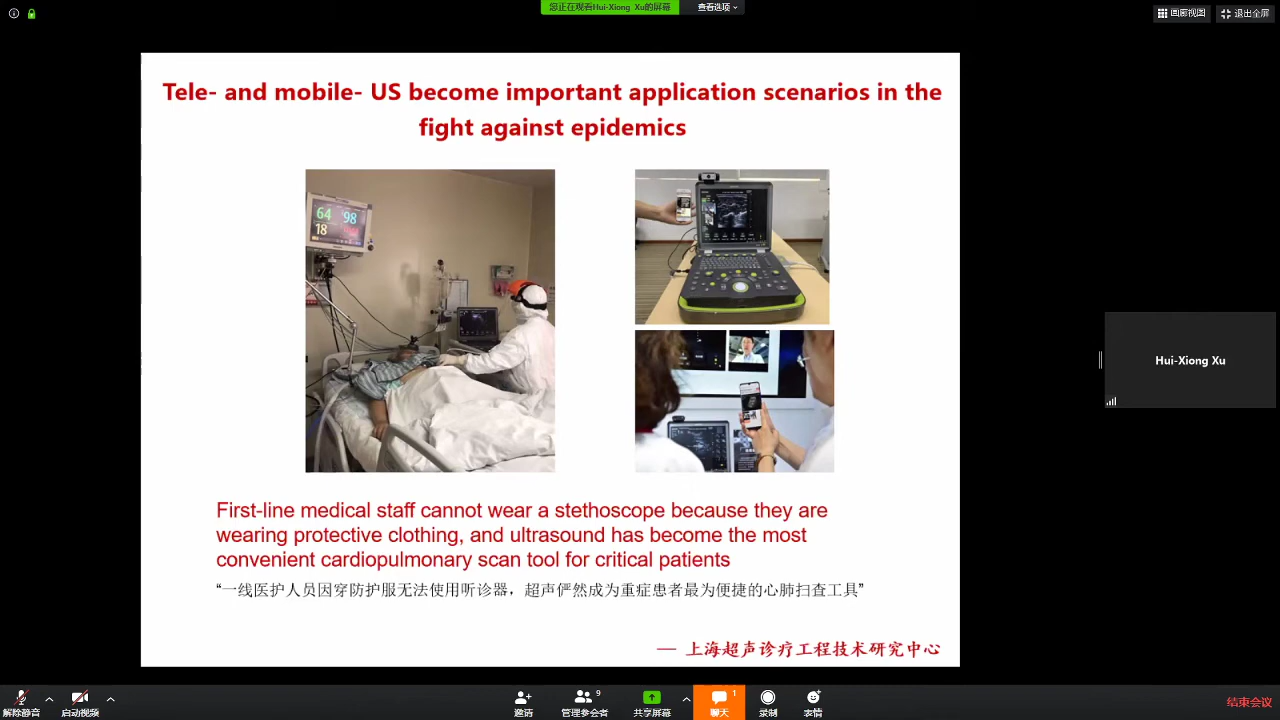 您正在观看Hui-Xiong Xu的屏幕
查看选项
画廊视图
退出全屏
Tele- and mobile- US become important application scenarios in the
fight against epidemics
64 98
18
Hui-Xiong Xu
First-line medical staff cannot wear a stethoscope because they are
wearing protective clothing, and ultrasound has become the most
convenient cardiopulmonary scan tool for critical patients
“一线医护人员因穿防护服无法使用听诊器，超声俨然成为重症患者最为便捷的心肺扫查工具”
— 上海超声诊疗工程技术研究中心
解除静音
启动视频
邀请
9
管理参会者
共享屏幕
1
聊天
录制
表情
结束会议